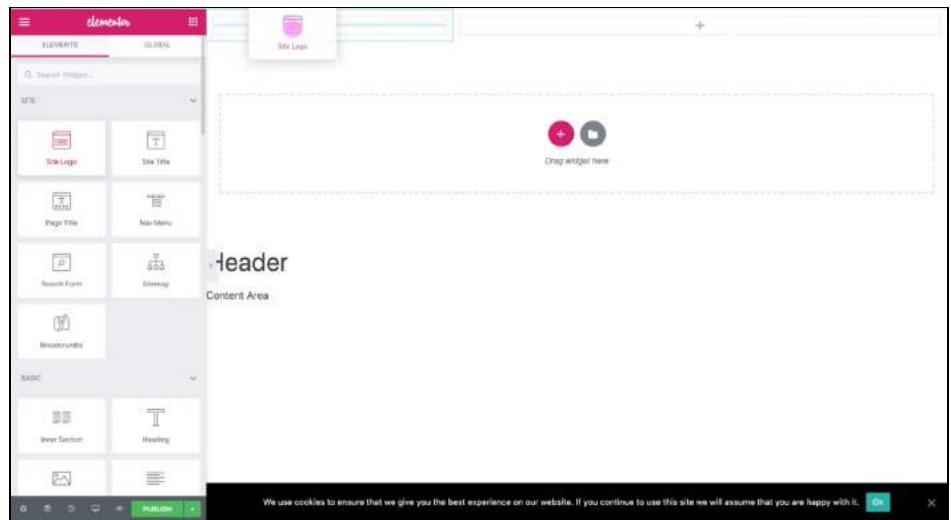 elementor
ELEMENTS GLOBAL
Search Widget...
SITE
Site Logo Site Title
Page Title Nav Menu
Search Form Sitemap
Breadcrumbs
BASIC
Inner Section Heading
PUBLISH
Site Logo
Drag widget here
Header
Content Area
We use cookies to ensure that we give you the best experience on our website. If you continue to use this site we will assume that you are happy with it. Ok